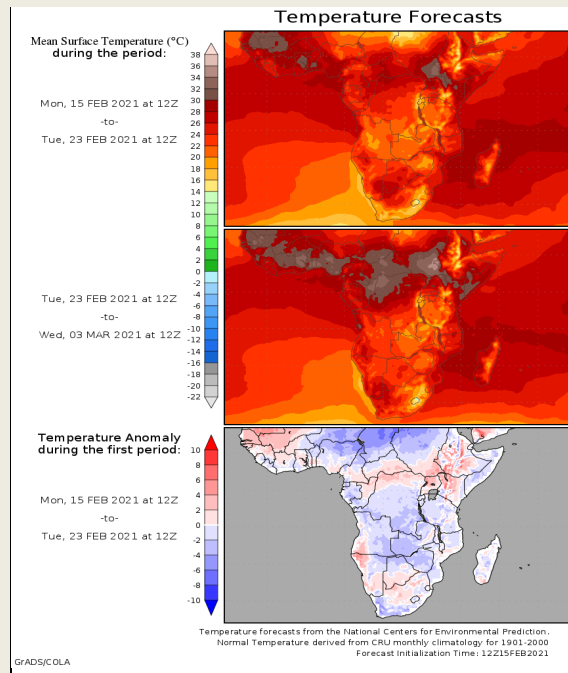 Temperature Forecasts
Mean Surface Temperature (°C)
during the period:
Mon, 15 FEB 2021 at 12Z
-to-
Tue, 23 FEB 2021 at 12Z
38
36
34
33
32
31
30
28
26
24
22
20
18
16
14
12
10
8
6
4
2
0
-2
-4
-6
-8
-10
-11
-12
-14
-16
-18
-20
-22
Tue, 23 FEB 2021 at 12Z
-to-
Wed, 03 MAR 2021 at 12Z
Temperature Anomaly
during the first period:
Mon, 15 FEB 2021 at 12Z
-to-
Tue, 23 FEB 2021 at 12Z
10
8
6
4
2
0
-2
-4
-6
-8
-10
Temperature forecasts from the National Centers for Environmental Prediction.
Normal Temperature derived from CRU monthly climatology for 1901-2000
Forecast Initialization Time: 12Z15FEB2021
GrADS/COLA